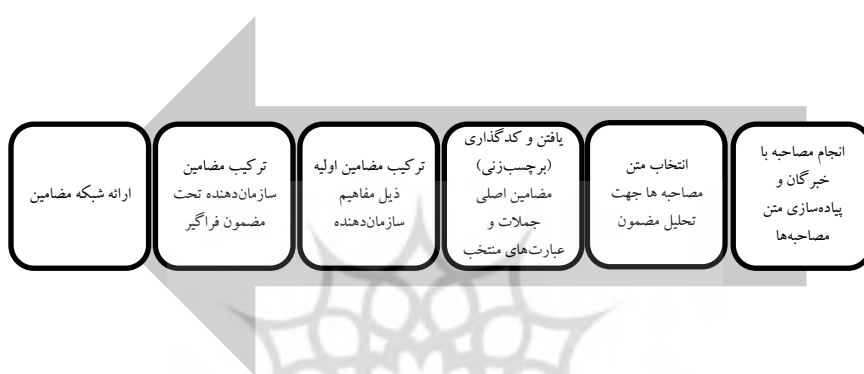 انجام مصاحبه با
خبرگان و
پیاده‌سازی متن
مصاحبه‌ها
انتخاب متن
مصاحبه ها جهت
تحلیل مضمون
یافتن و کدگذاری
(برچسب‌زنی)
مضامین اصلی
جملات و
عبارت‌های منتخب
ترکیب مضامین اولیه
ذیل مفاهیم
سازمان‌دهنده
ترکیب مضامین
سازمان‌دهنده تحت
مضمون فراگیر
ارائه شبکه مضامین